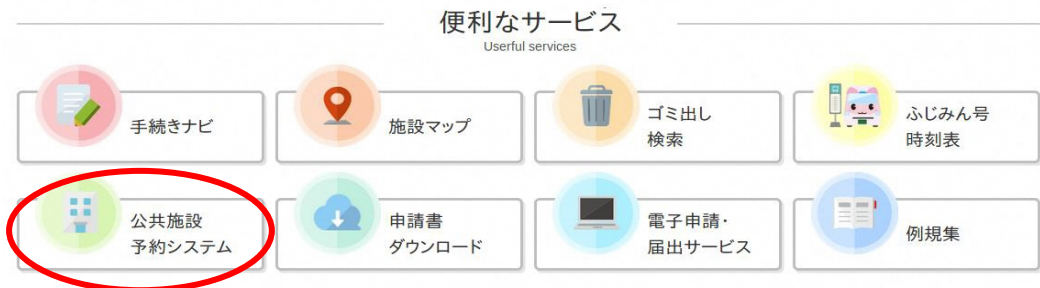 便利なサービス
Userful services
手続きナビ
施設マップ
ゴミ出し
検索
ふじみん号
時刻表
公共施設
予約システム
申請書
ダウンロード
電子申請・
届出サービス
例規集